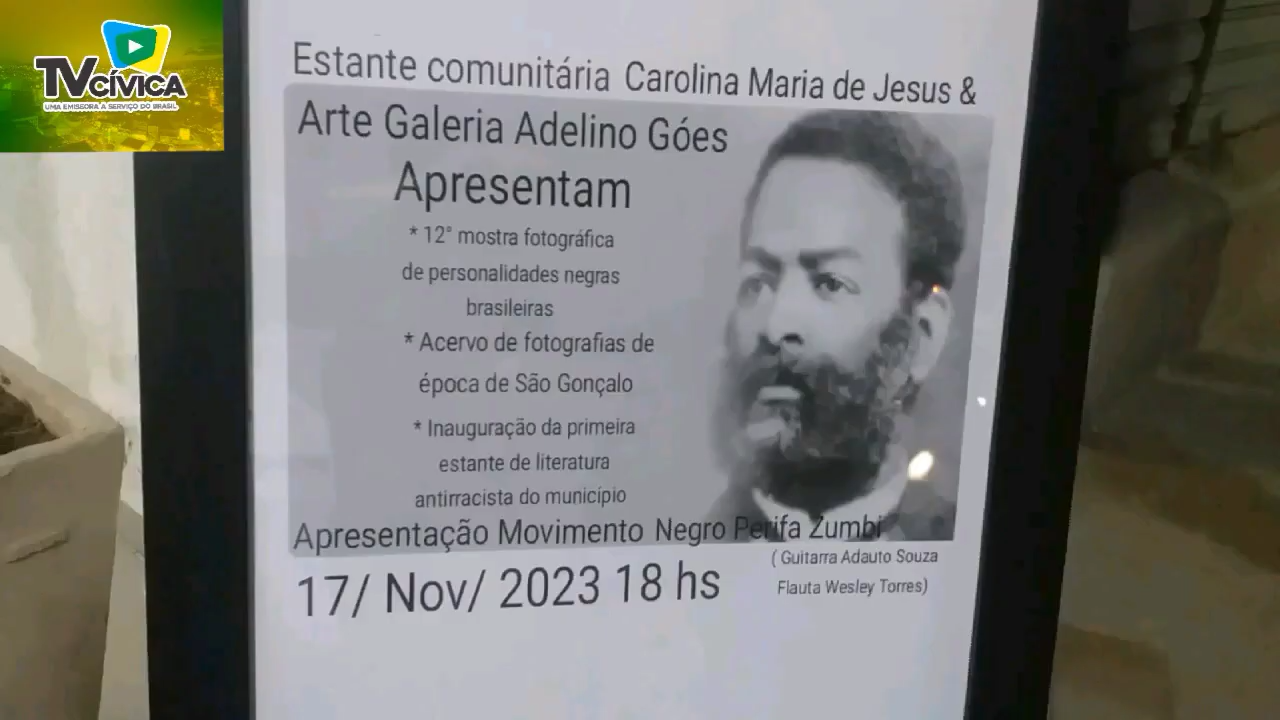 TV CÍVICA
UMA EMISSORA A SERVIÇO DO BRASIL
Estante comunitária Carolina Maria de Jesus &
Arte Galeria Adelino Góes
Apresentam
* 12° mostra fotográfica
de personalidades negras
brasileiras
* Acervo de fotografias de
época de São Gonçalo
* Inauguração da primeira
estante de literatura
antirracista do município
Apresentação Movimento Negro Perifa Zumbi
( Guitarra Adauto Souza
Flauta Wesley Torres)
17/ Nov/ 2023 18 hs